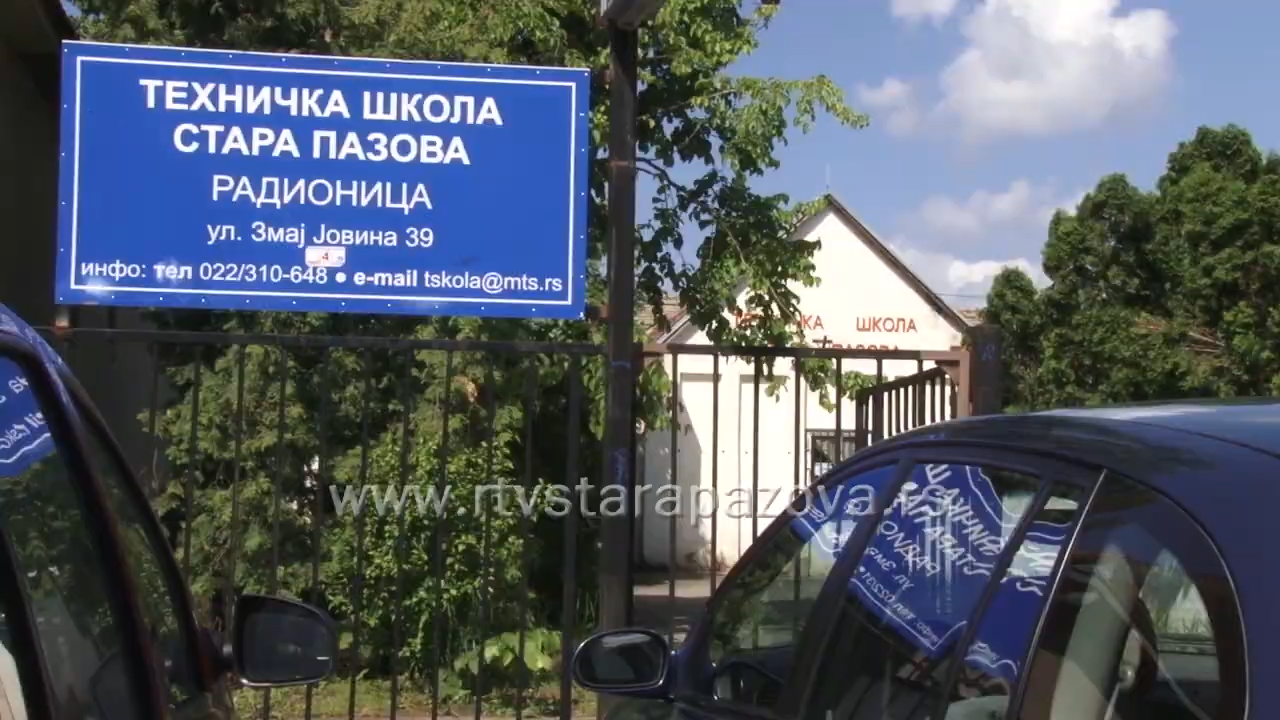 ТЕХНИЧКА ШКОЛА
СТАРА ПАЗОВА
РАДИОНИЦА
ул. Змај Јовина 39
инфо: тел 022/310-648 • e-mail tskola@mts.rs
ШКОЛА
ПАЗОВА
www.rtvstarapazova.rs